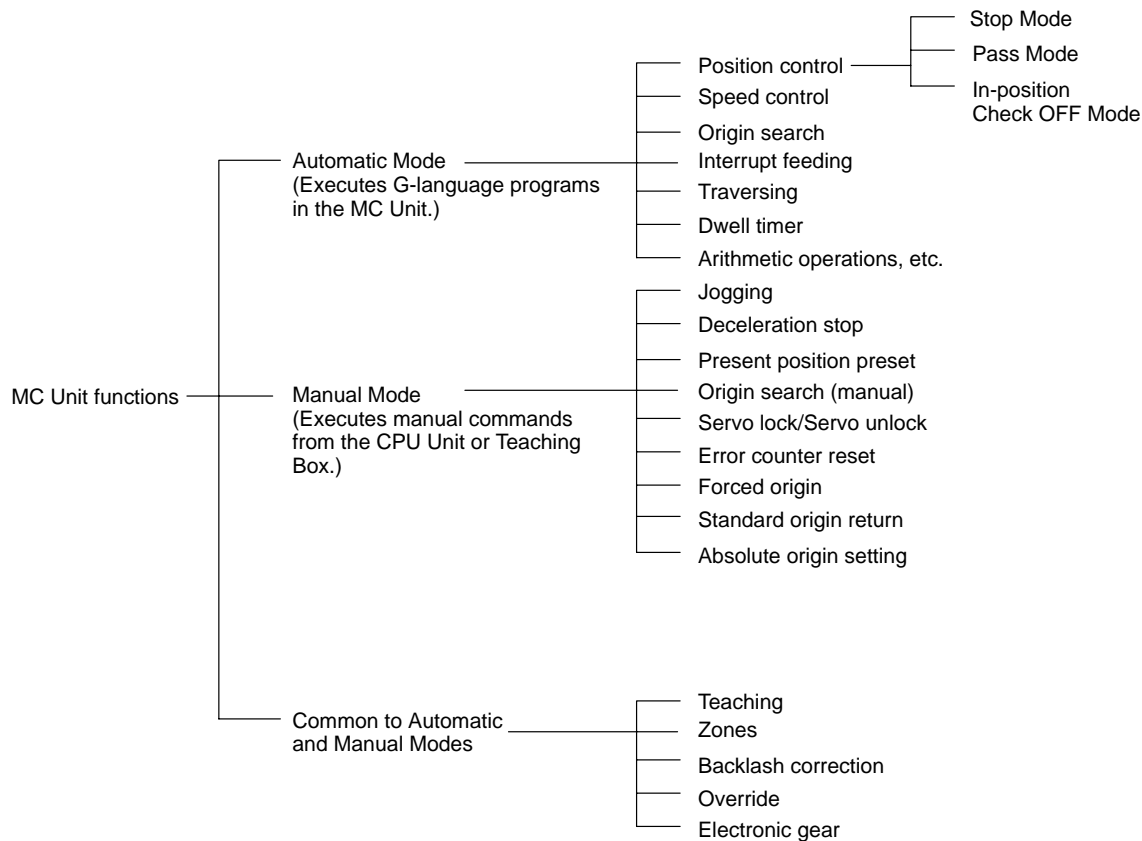 Stop Mode
Position control
Pass Mode
In-position
Check OFF Mode
Speed control
Origin search
Automatic Mode
(Executes G-language programs
in the MC Unit.)
Interrupt feeding
Traversing
Dwell timer
Arithmetic operations, etc.
Jogging
Deceleration stop
Present position preset
MC Unit functions
Manual Mode
(Executes manual commands
from the CPU Unit or Teaching
Box.)
Origin search (manual)
Servo lock/Servo unlock
Error counter reset
Forced origin
Standard origin return
Absolute origin setting
Common to Automatic
and Manual Modes
Teaching
Zones
Backlash correction
Override
Electronic gear